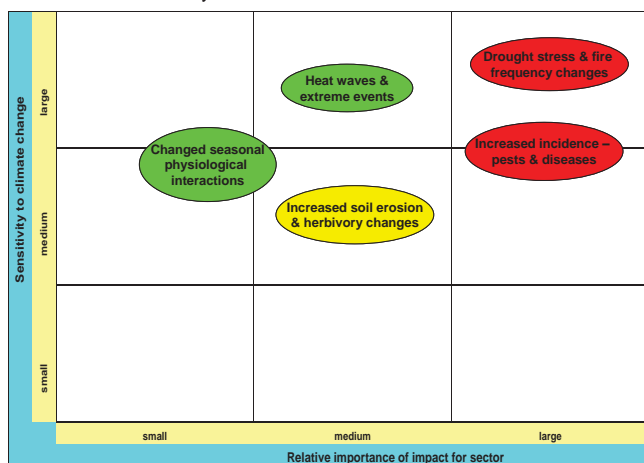 Sensitivity to climate change
large
medium
small
Drought stress & fire
frequency changes
Heat waves &
extreme events
Changed seasonal
physiological
interactions
Increased incidence –
pests & diseases
Increased soil erosion
& herbivory changes
small
medium
large
Relative importance of impact for sector